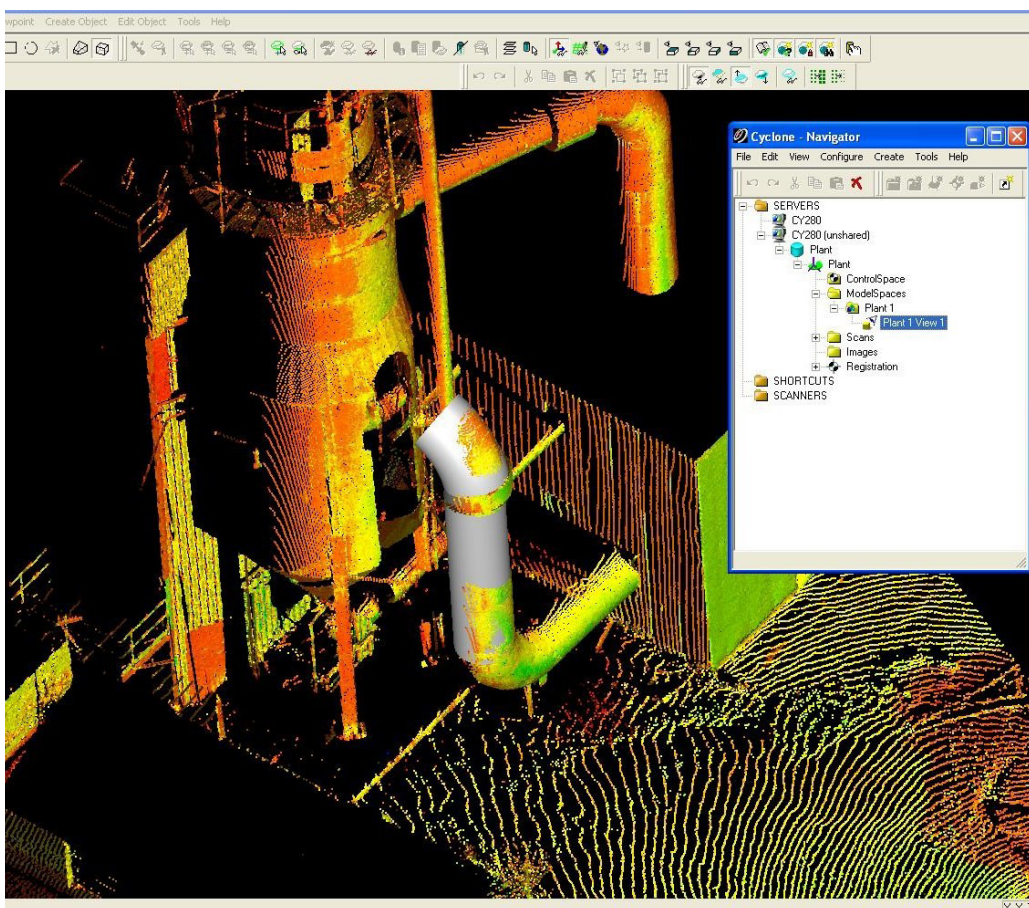 wpoint Create Object Edit Object Tools Help
Cyclone - Navigator
File Edit View Configure Create Tools Help
SERVERS
CY280
CY280 (unshared)
Plant
Plant
ControlSpace
ModelSpaces
Plant 1
Plant 1 View 1
Scans
Images
Registration
SHORTCUTS
SCANNERS